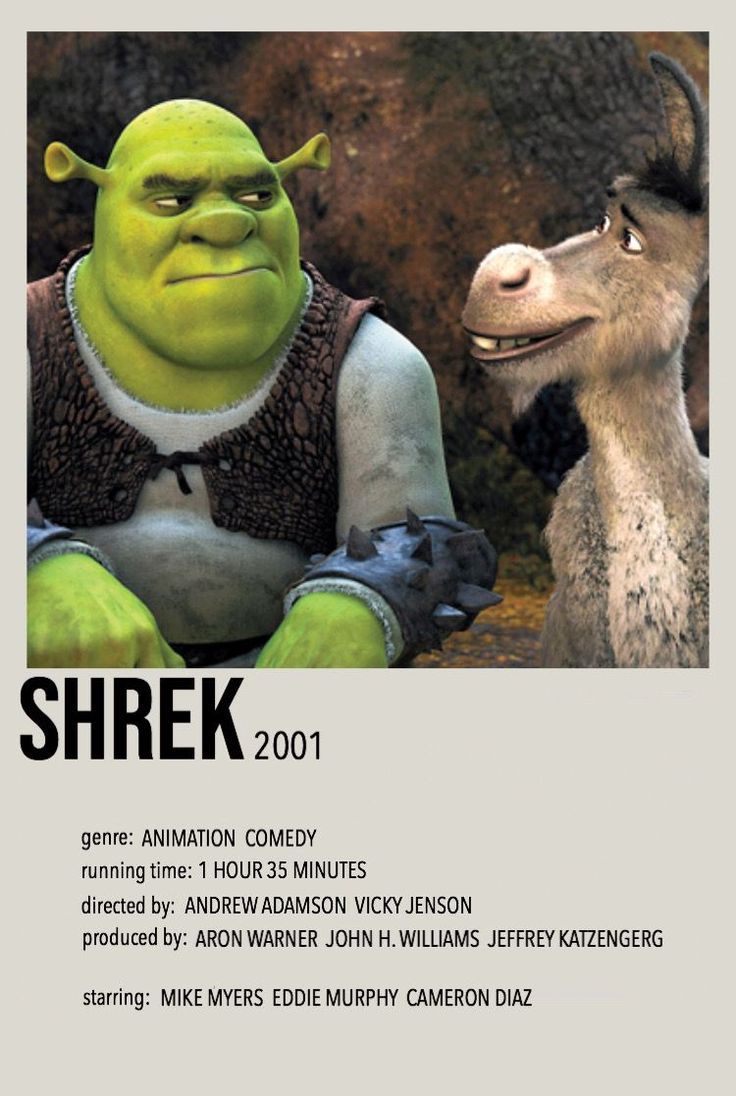 SHREK 2001
genre: ANIMATION COMEDY
running time: 1 HOUR 35 MINUTES
directed by: ANDREW ADAMSON VICKY JENSON
produced by: ARON WARNER JOHN H. WILLIAMS JEFFREY KATZENGERG
starring: MIKE MYERS EDDIE MURPHY CAMERON DIAZ